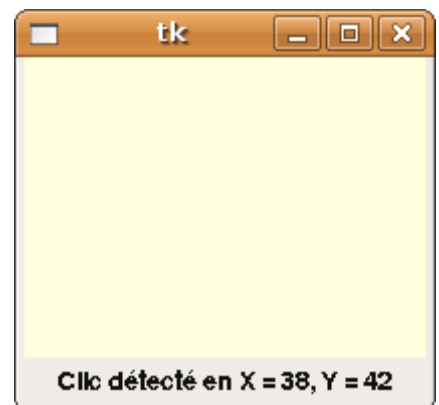 tk
Clic détecté en X = 38, Y = 42